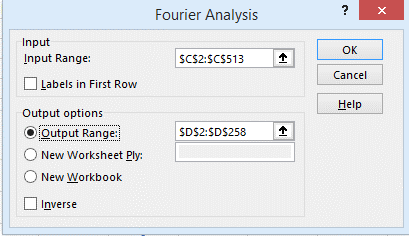 Fourier Analysis
? ×
Input
Input Range: $C$2:$C$513
Labels in First Row
OK
Cancel
Help
Output options
Output Range: $D$2:$D$258
New Worksheet Ply:
New Workbook
Inverse